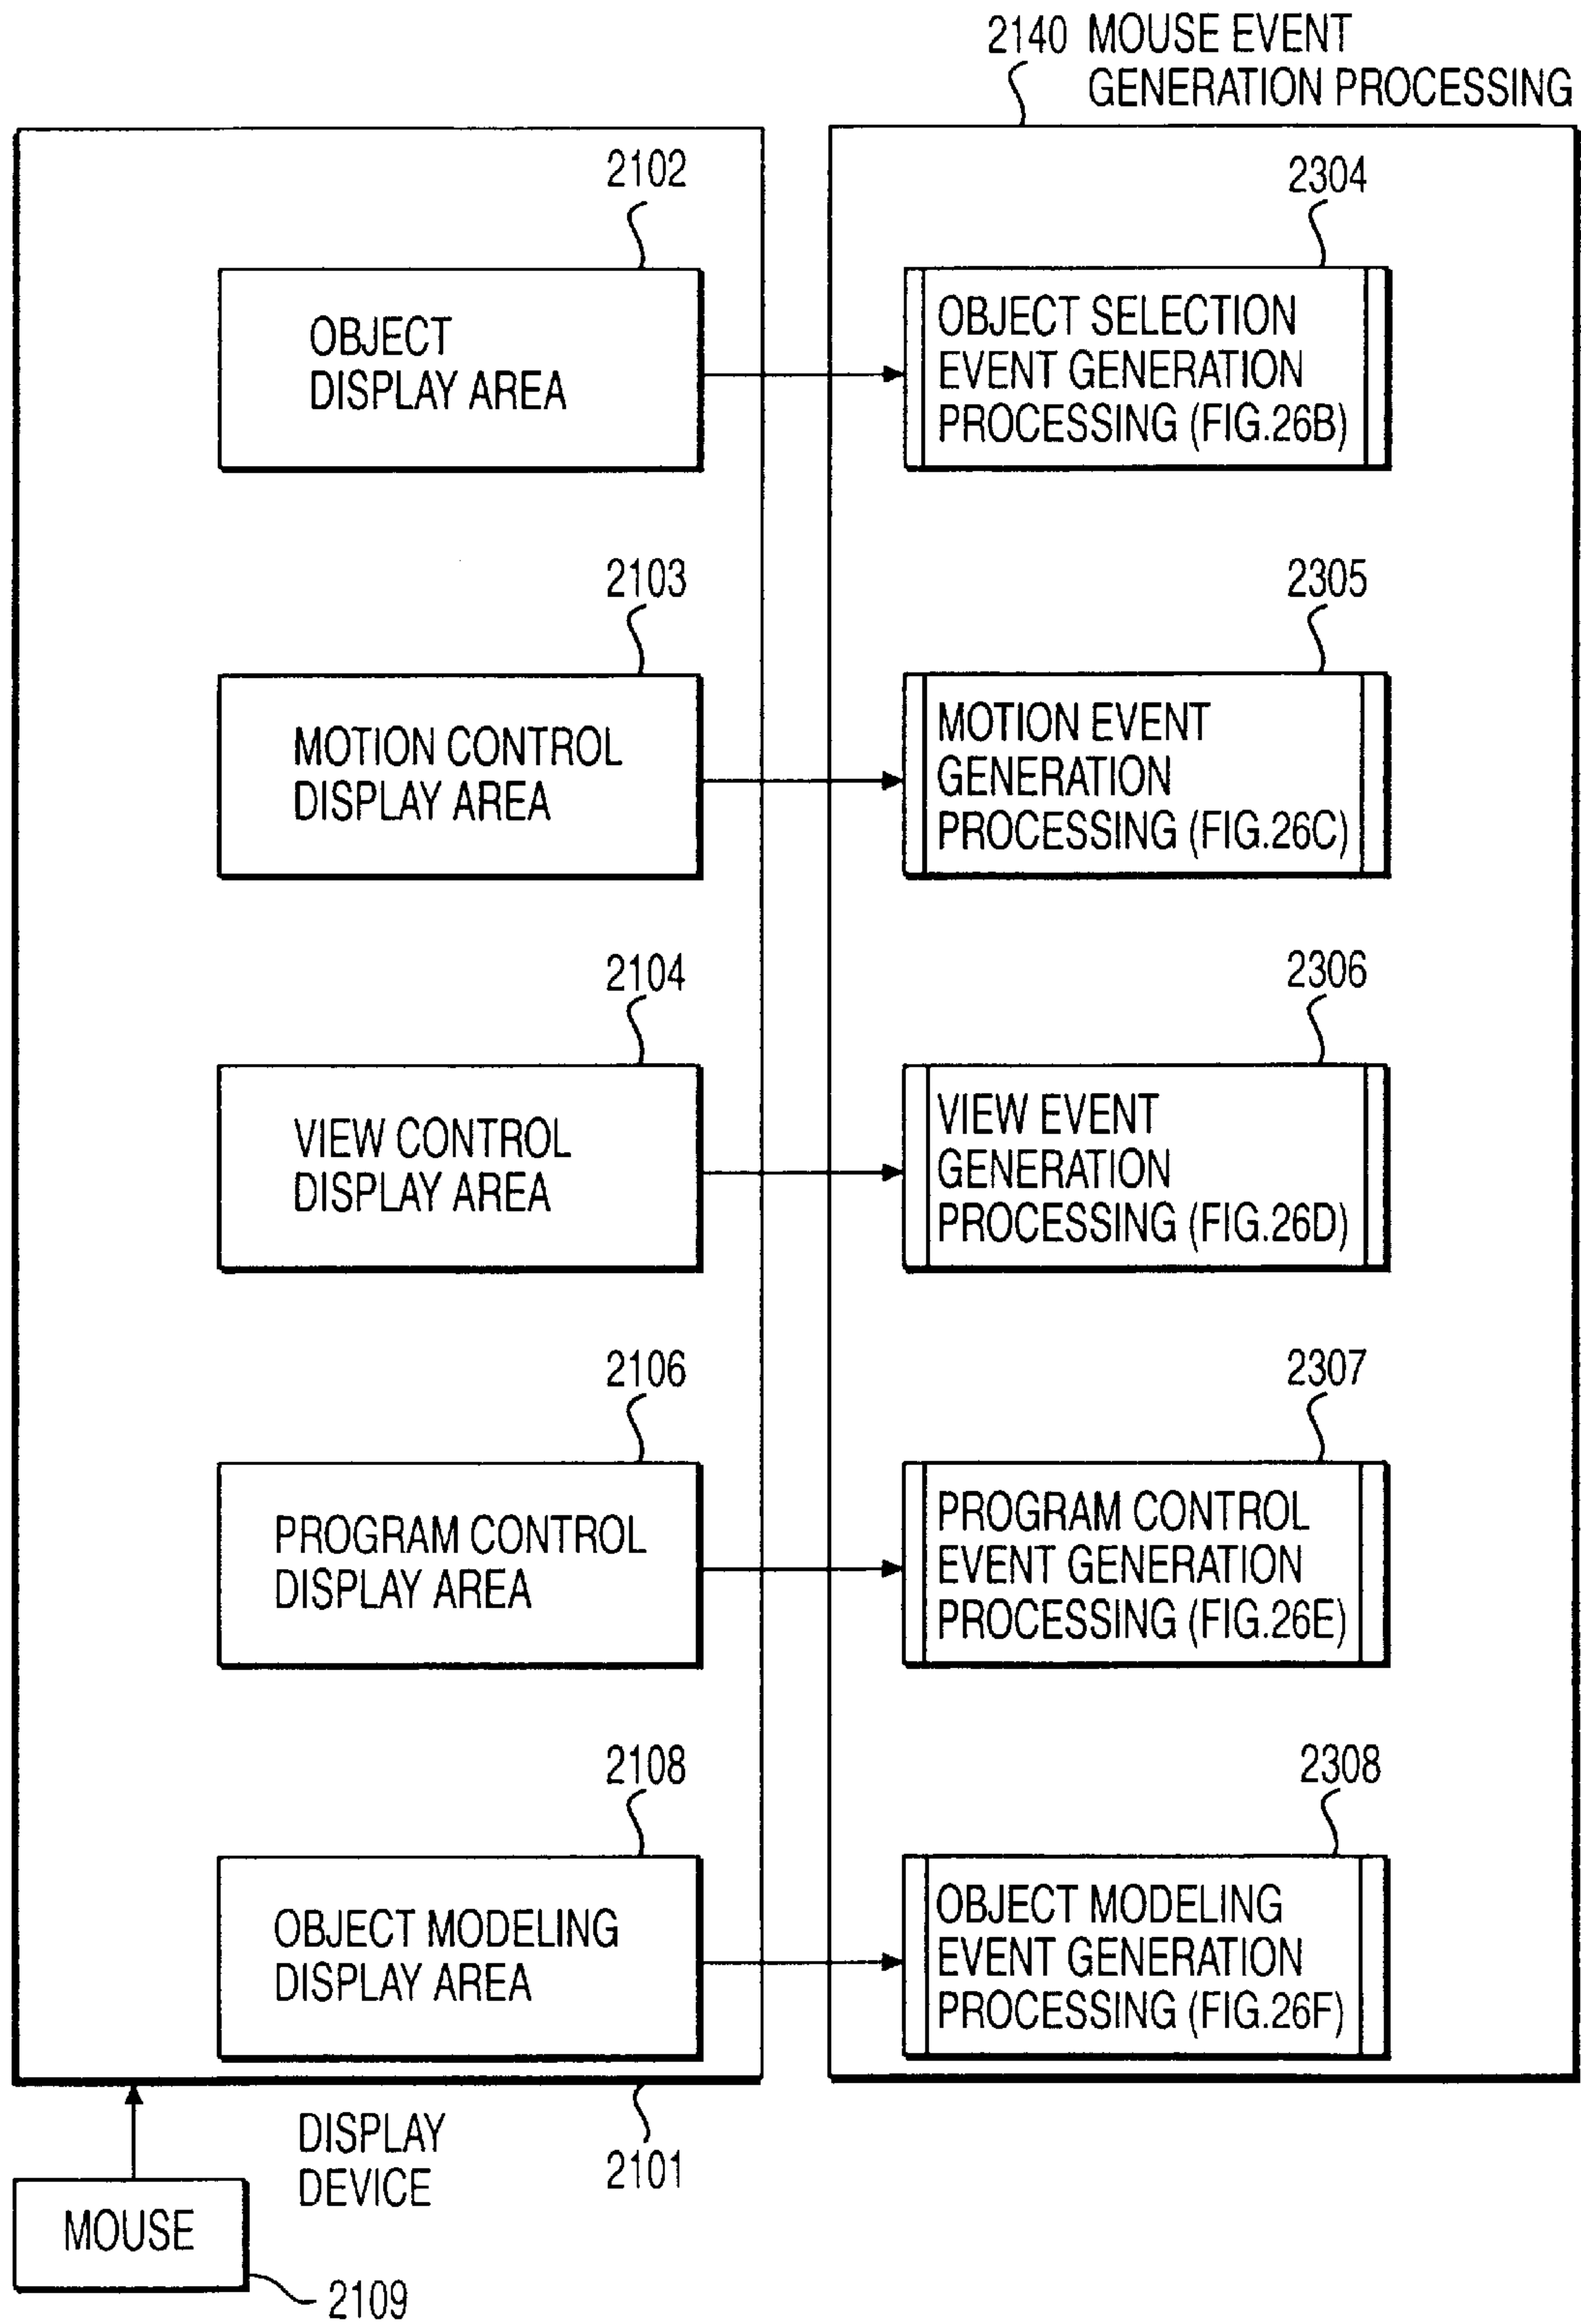 2140 MOUSE EVENT
GENERATION PROCESSING
2102
OBJECT
DISPLAY AREA
2304
OBJECT SELECTION
EVENT GENERATION
PROCESSING (FIG.26B)
2103
MOTION CONTROL
DISPLAY AREA
2305
MOTION EVENT
GENERATION
PROCESSING (FIG.26C)
2104
VIEW CONTROL
DISPLAY AREA
2306
VIEW EVENT
GENERATION
PROCESSING (FIG.26D)
2106
PROGRAM CONTROL
DISPLAY AREA
2307
PROGRAM CONTROL
EVENT GENERATION
PROCESSING (FIG.26E)
2108
OBJECT MODELING
DISPLAY AREA
2308
OBJECT MODELING
EVENT GENERATION
PROCESSING (FIG.26F)
DISPLAY
DEVICE
2101
MOUSE
2109